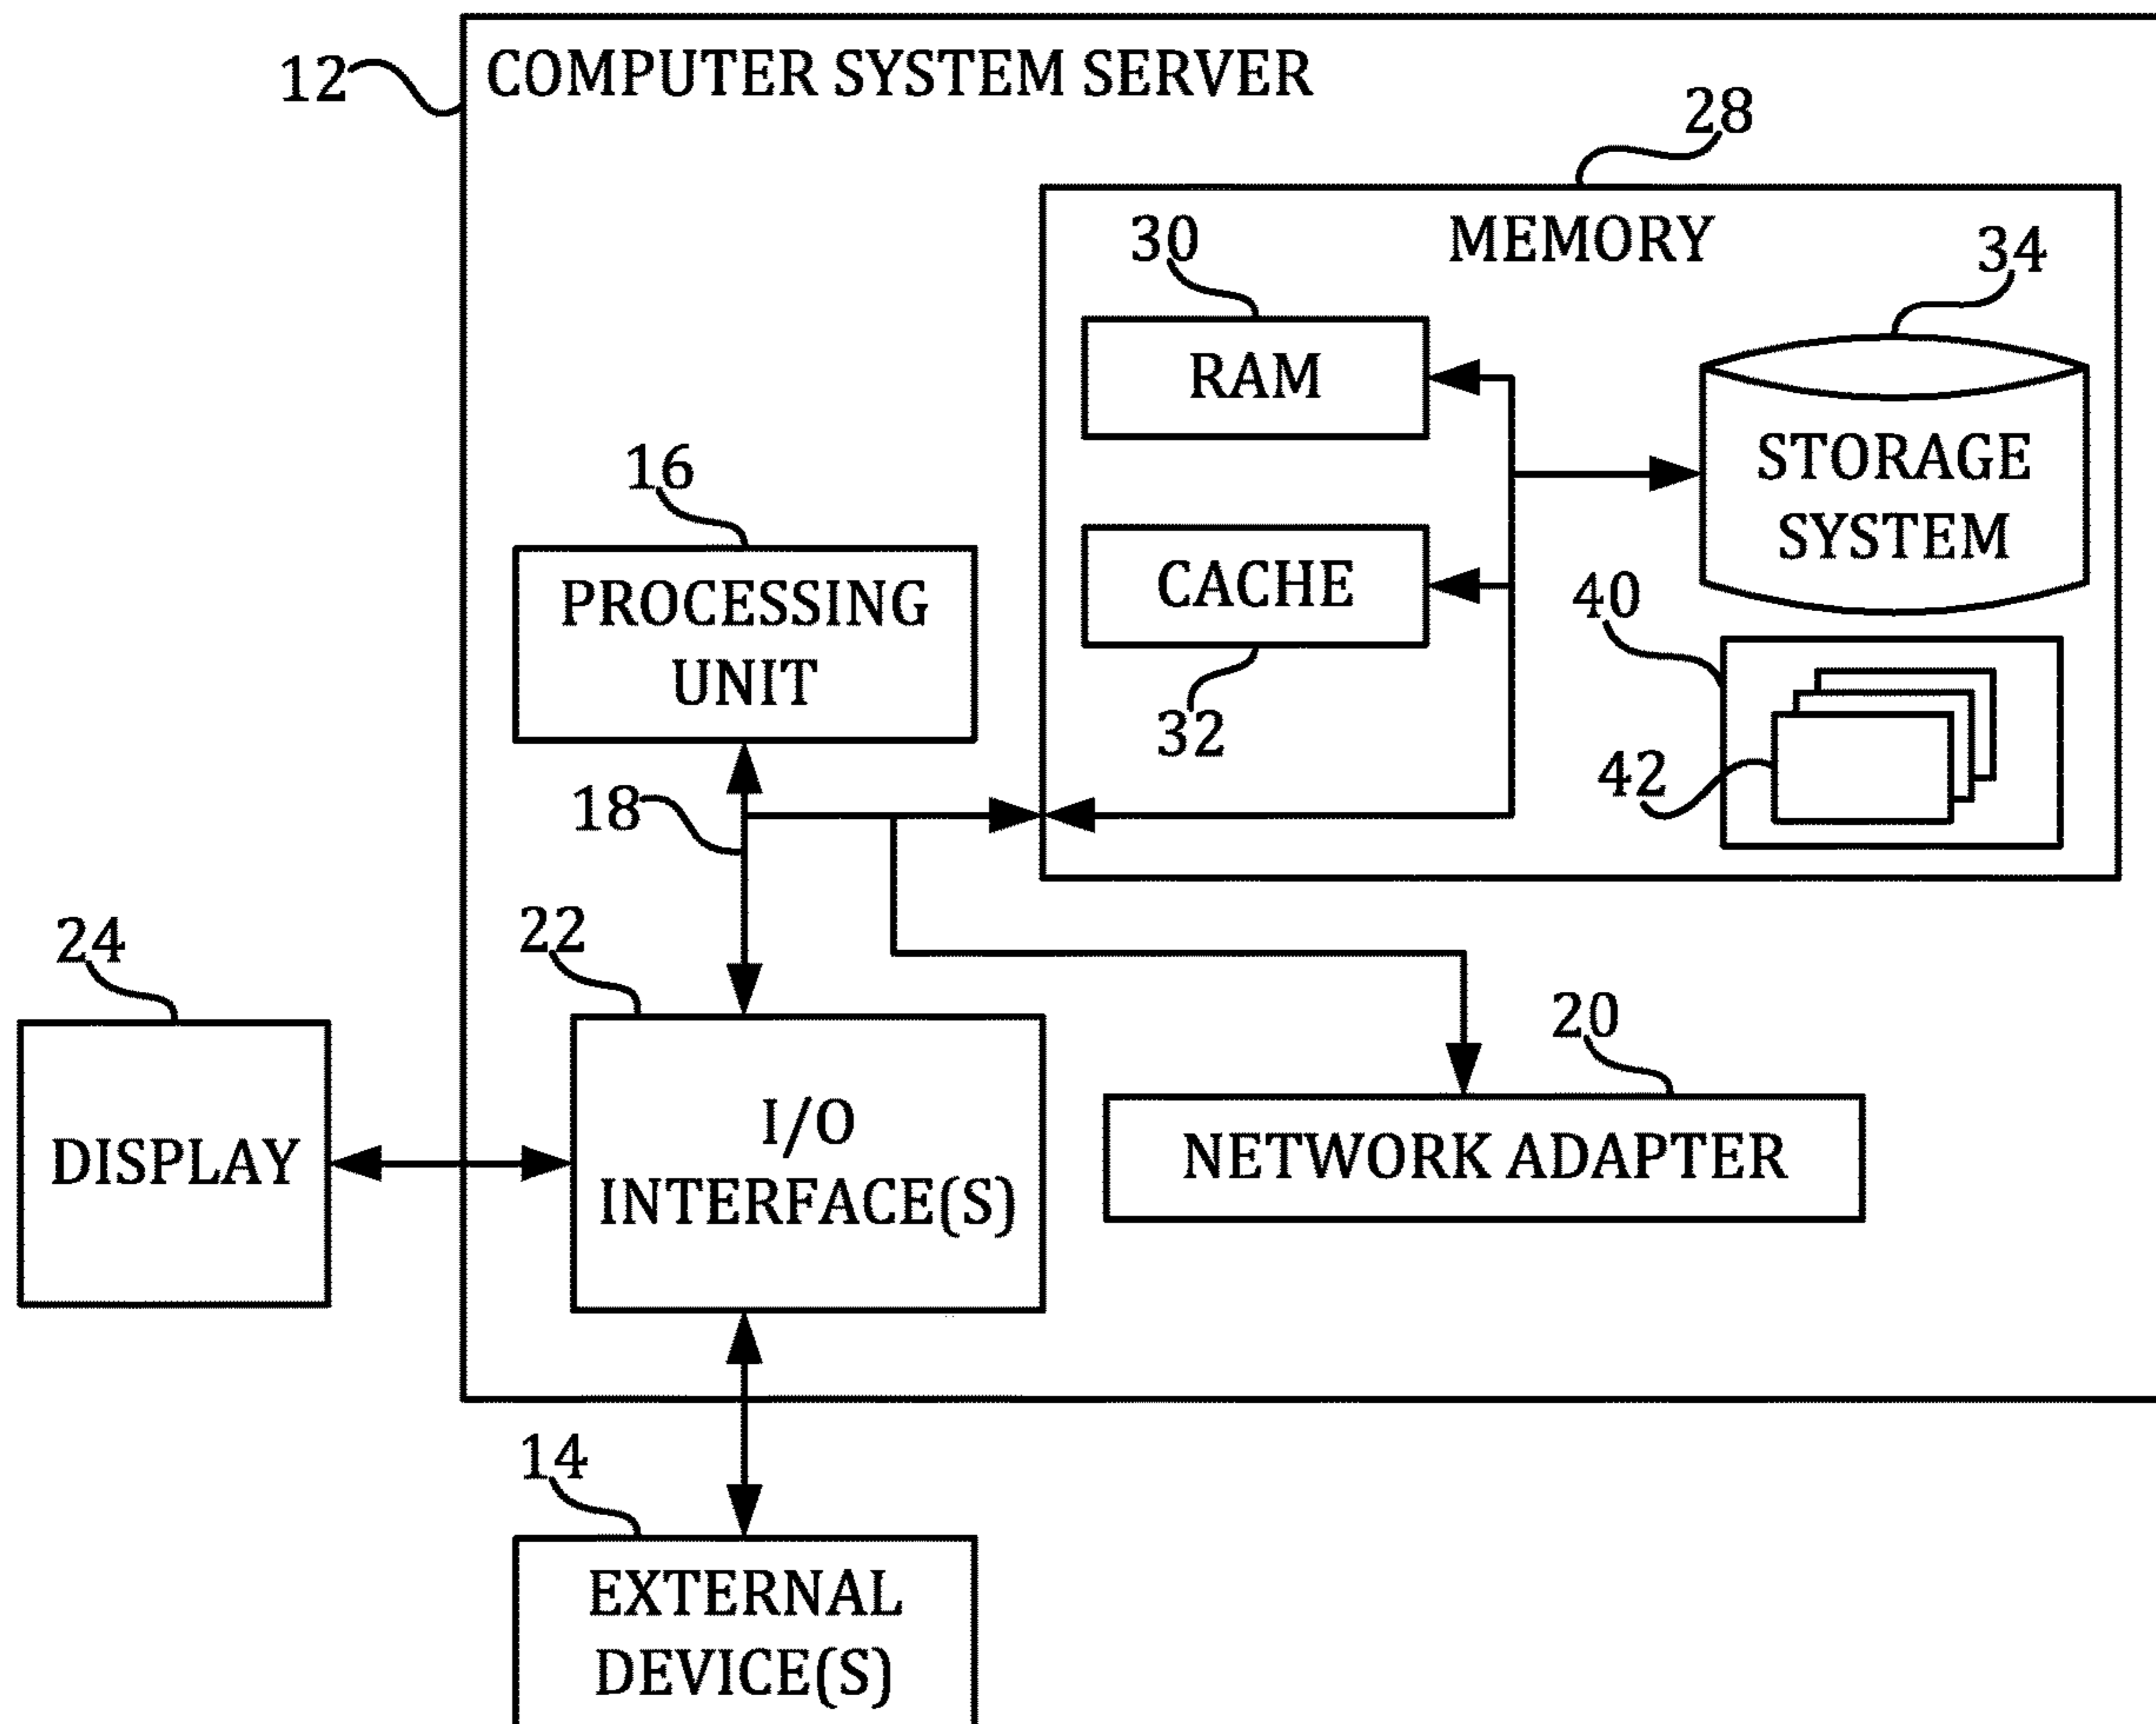 12
COMPUTER SYSTEM SERVER
28
MEMORY
30
34
RAM
STORAGE
SYSTEM
16
PROCESSING
UNIT
CACHE
32
40
42
18
24
22
20
DISPLAY
I/O
INTERFACE(S)
NETWORK ADAPTER
14
EXTERNAL
DEVICE(S)